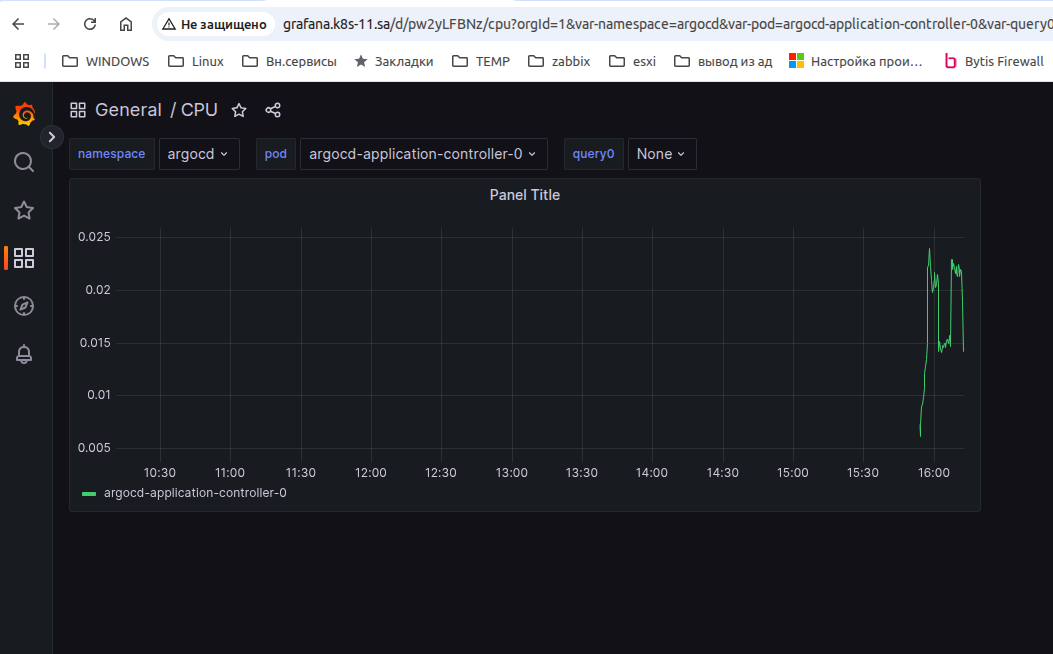 Не защищено grafana.k8s-11.sa/d/pw2yLFBNz/cpu?orgId=1&var-namespace=argocd&var-pod=argocd-application-controller-0&var-query0
WINDOWS Linux Вн.сервисы Закладки TEMP zabbix esxi вывод из ад Настройка прои... Bytis Firewall
General / CPU
namespace argocd pod argocd-application-controller-0 query0 None
Panel Title
0.025
0.02
0.015
0.01
0.005
10:30 11:00 11:30 12:00 12:30 13:00 13:30 14:00 14:30 15:00 15:30 16:00
argocd-application-controller-0